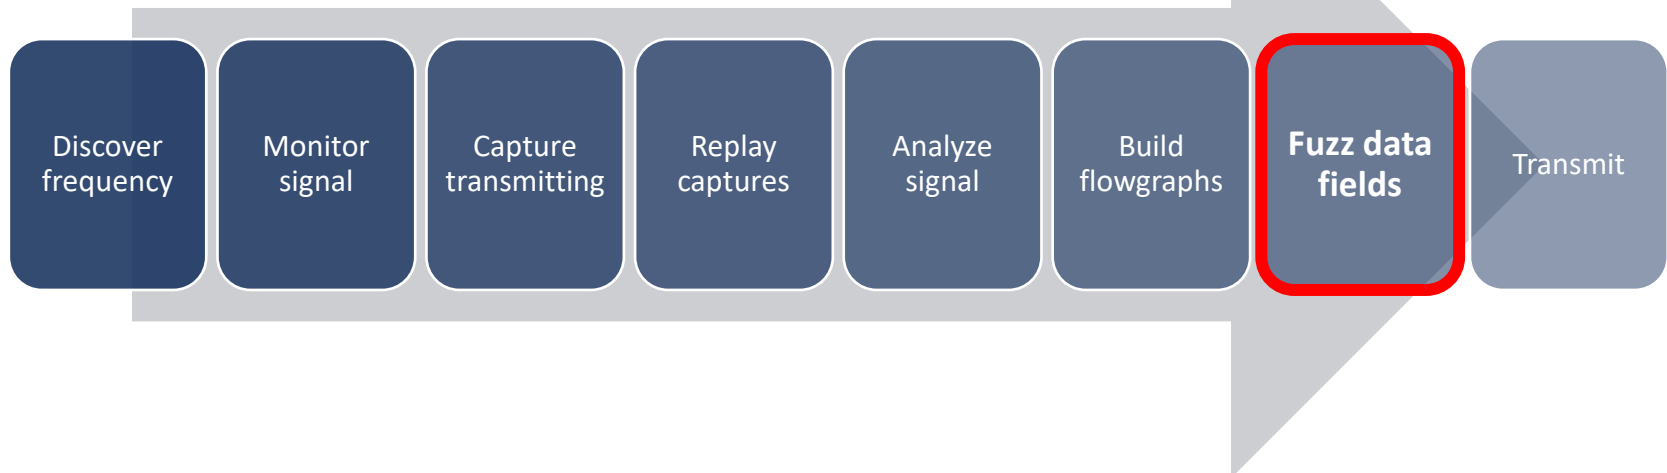 Discover
frequency
Monitor
signal
Capture
transmitting
Replay
captures
Analyze
signal
Build
flowgraphs
Fuzz data
fields
Transmit